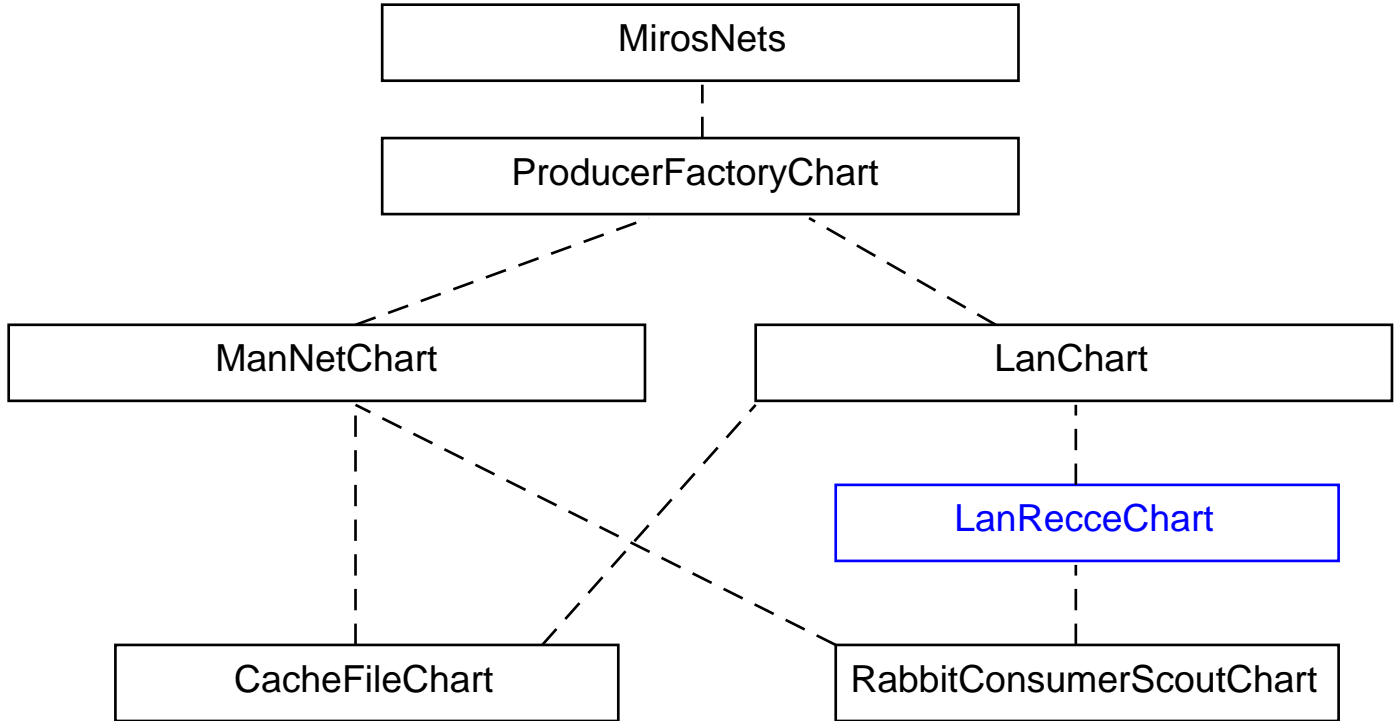 MirosNets
ProducerFactoryChart
ManNetChart
LanChart
LanRecceChart
CacheFileChart
RabbitConsumerScoutChart